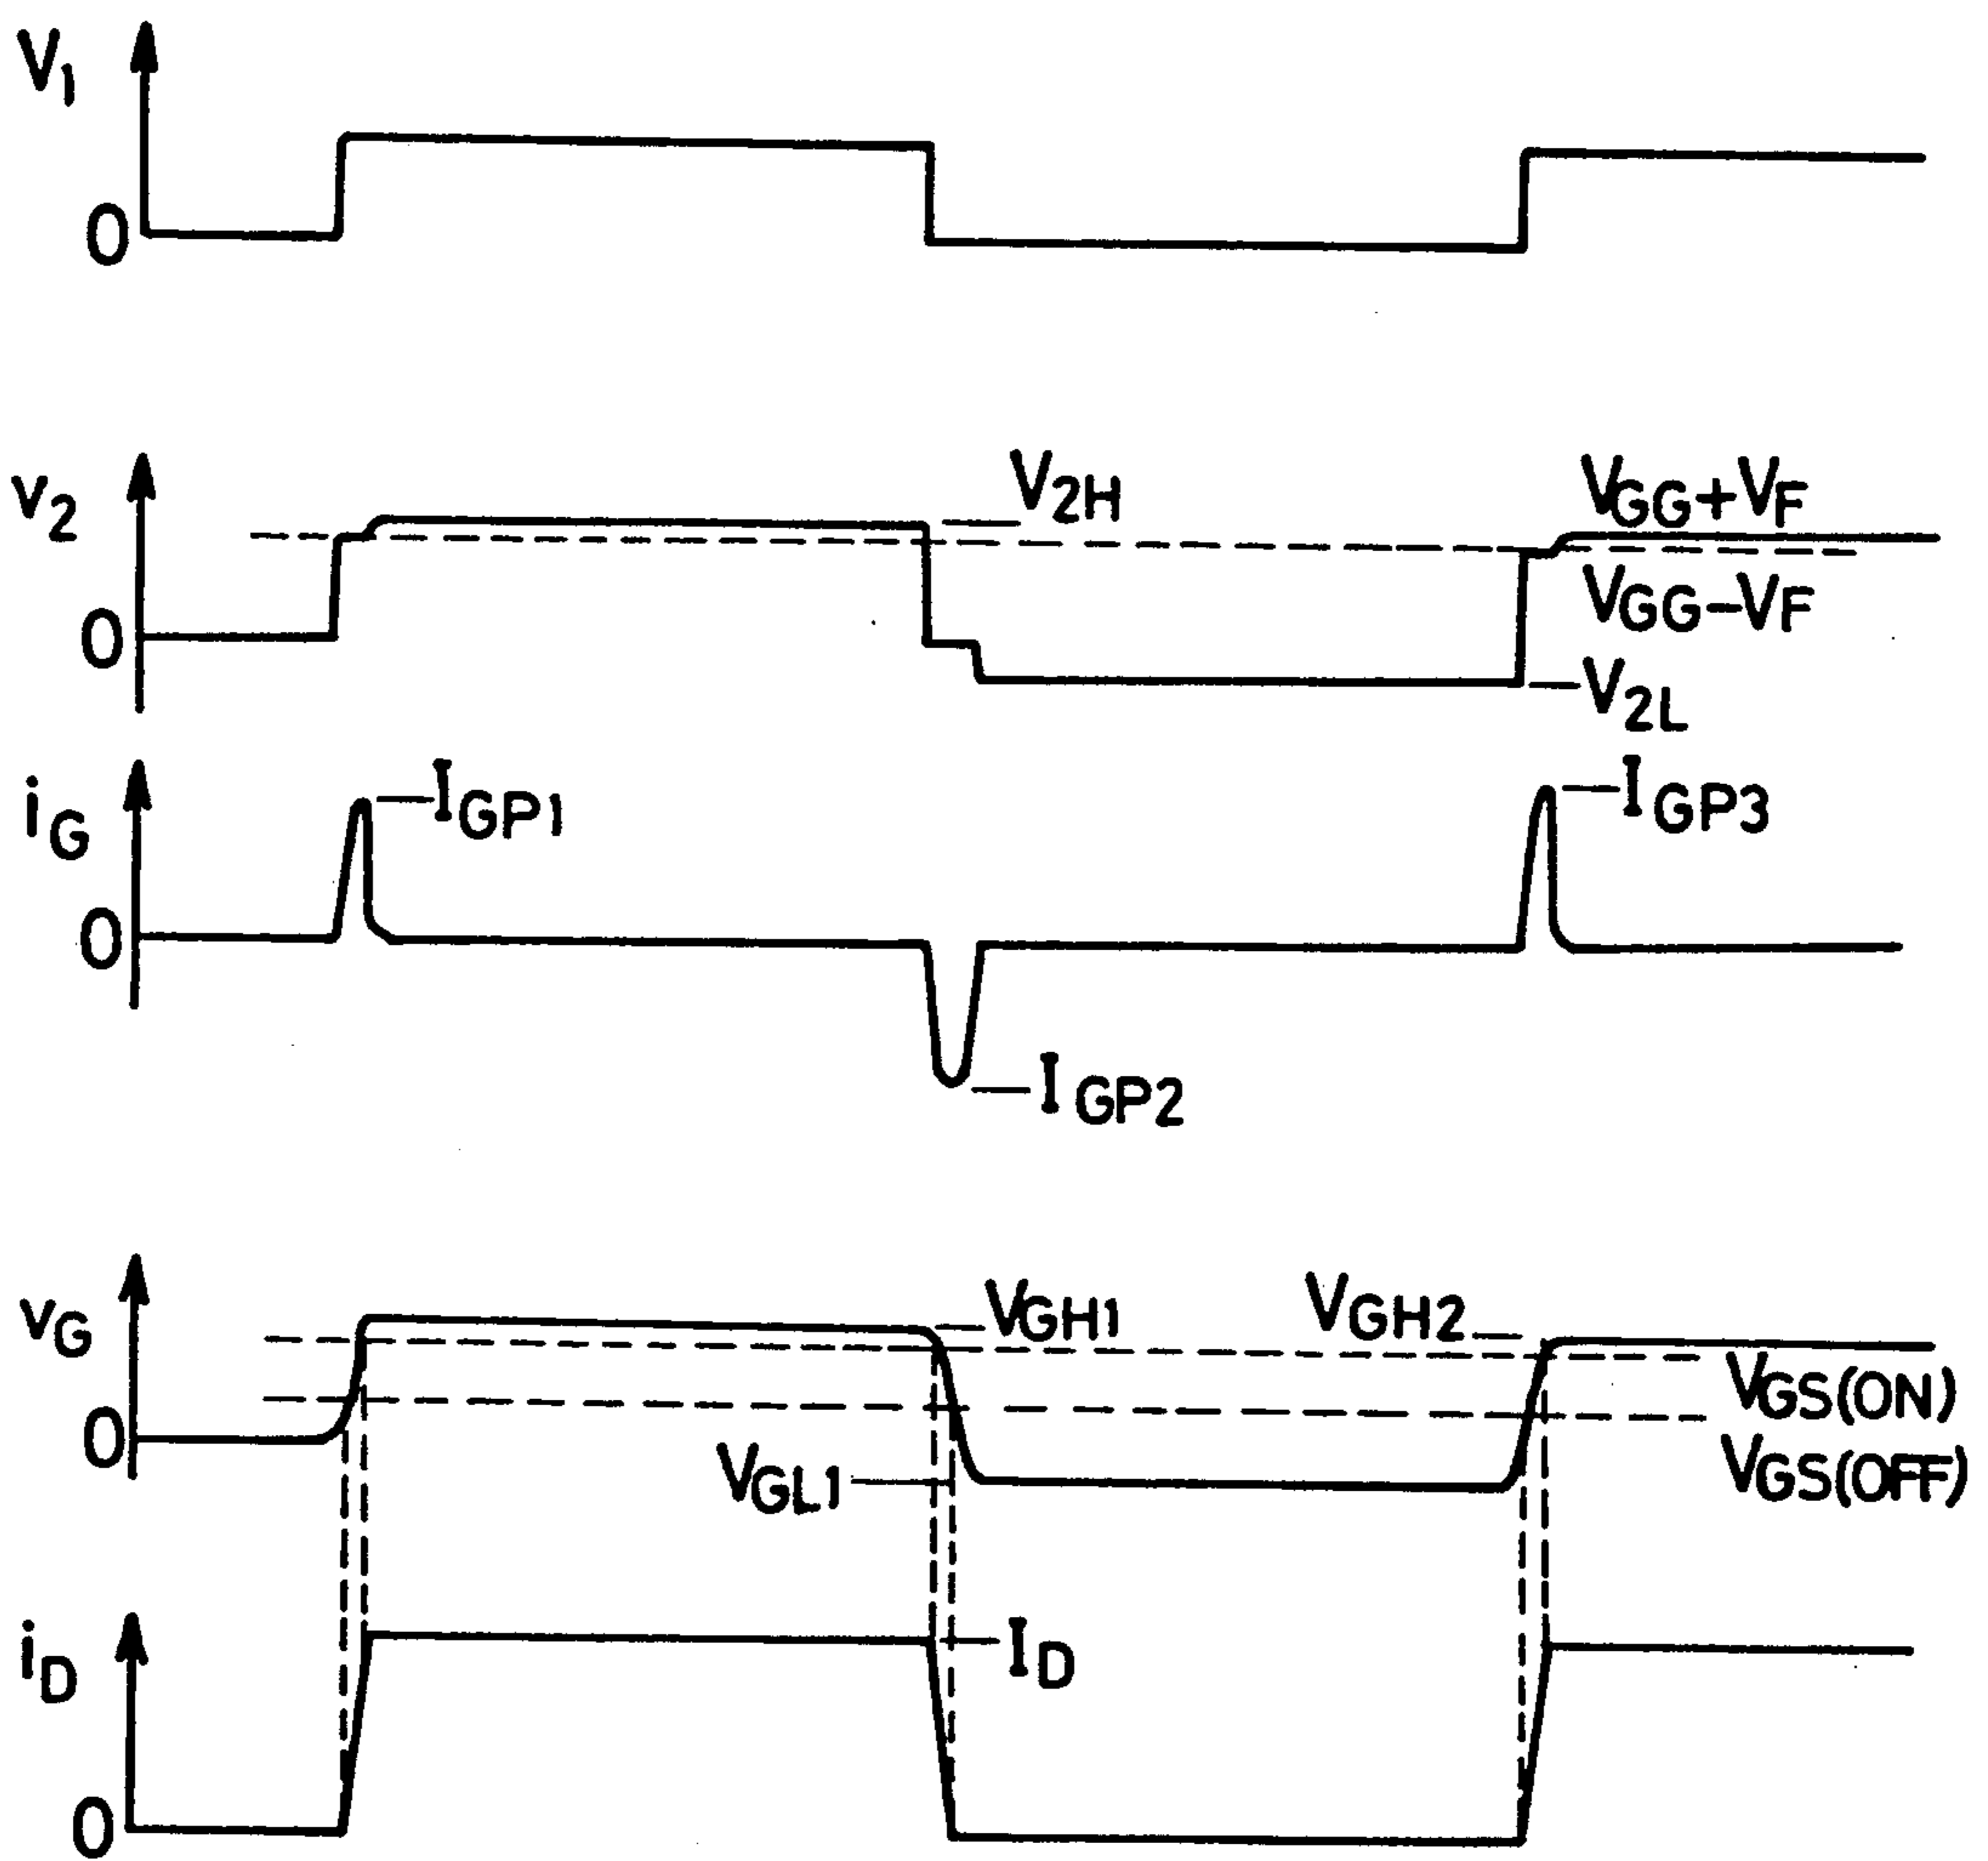 V1
0
v2
V2H
VGG+VF
0
VGG-VF
V2L
iG
IGP1
IGP3
0
IGP2
vG
VGH1
VGH2
VGS(ON)
0
VGL1
VGS(OFF)
iD
ID
0